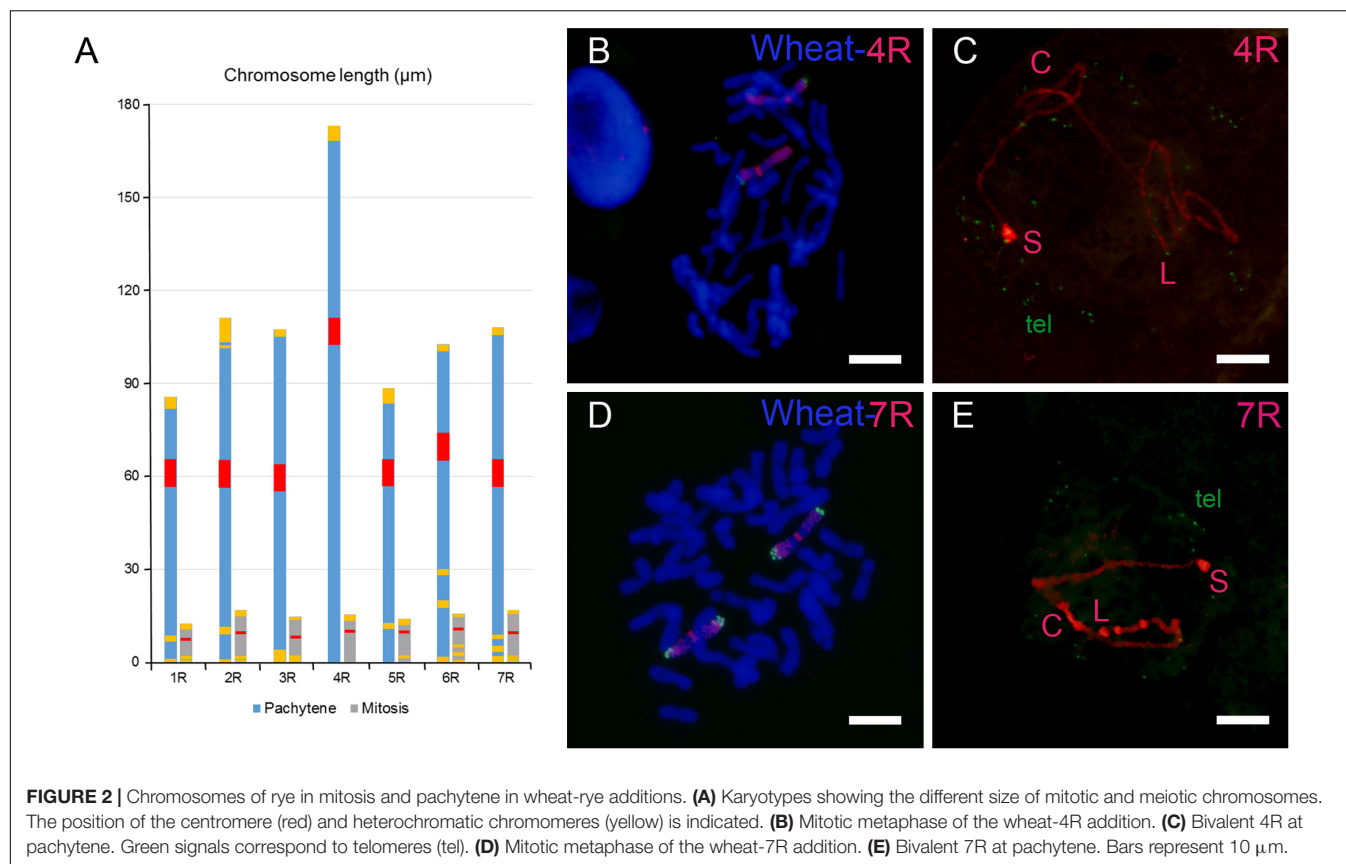 A
Chromosome length (µm)
180
150
120
90
60
30
0
1R 2R 3R 4R 5R 6R 7R
Pachytene Mitosis
B
Wheat-4R
C
4R
C
S
L
tel
D
Wheat-7R
E
7R
tel
S
C
L
FIGURE 2 | Chromosomes of rye in mitosis and pachytene in wheat-rye additions. (A) Karyotypes showing the different size of mitotic and meiotic chromosomes.
The position of the centromere (red) and heterochromatic chromomeres (yellow) is indicated. (B) Mitotic metaphase of the wheat-4R addition. (C) Bivalent 4R at
pachytene. Green signals correspond to telomeres (tel). (D) Mitotic metaphase of the wheat-7R addition. (E) Bivalent 7R at pachytene. Bars represent 10 µm.